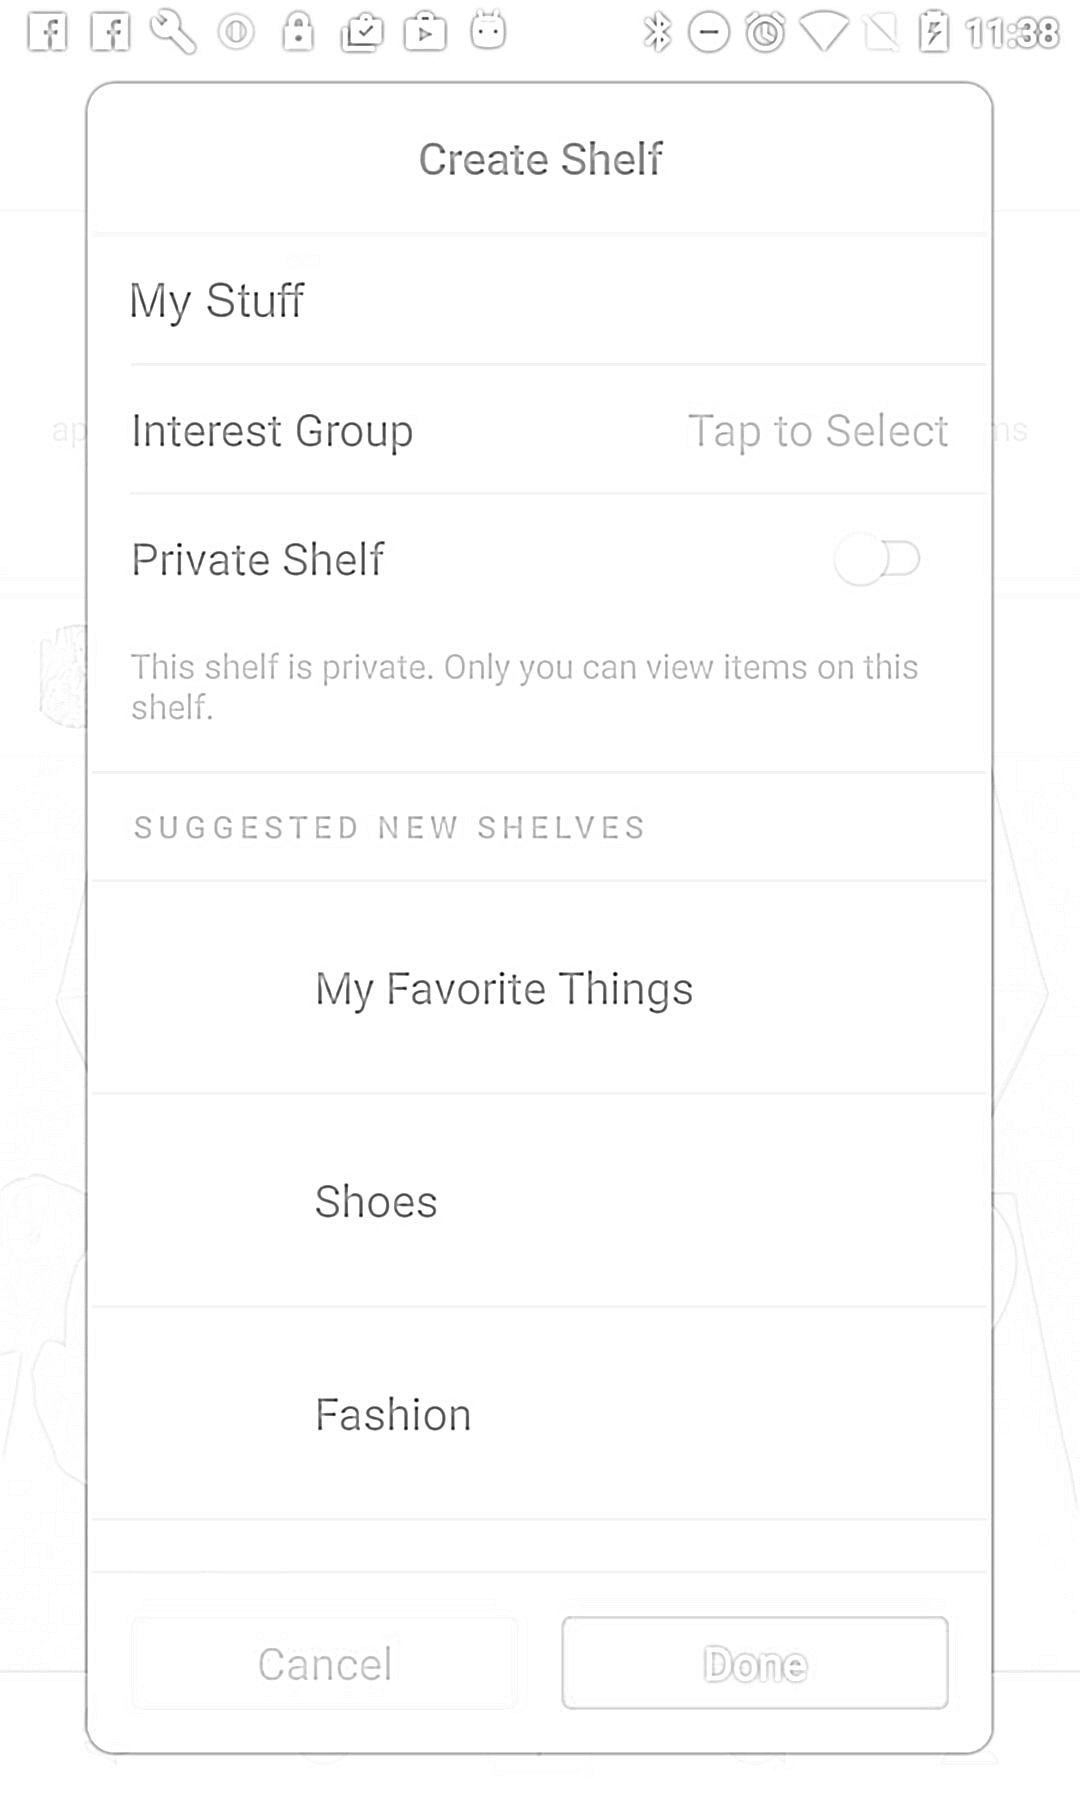 11:38
Create Shelf
My Stuff
Interest Group Tap to Select
Private Shelf
This shelf is private. Only you can view items on this
shelf.
SUGGESTED NEW SHELVES
My Favorite Things
Shoes
Fashion
Cancel Done